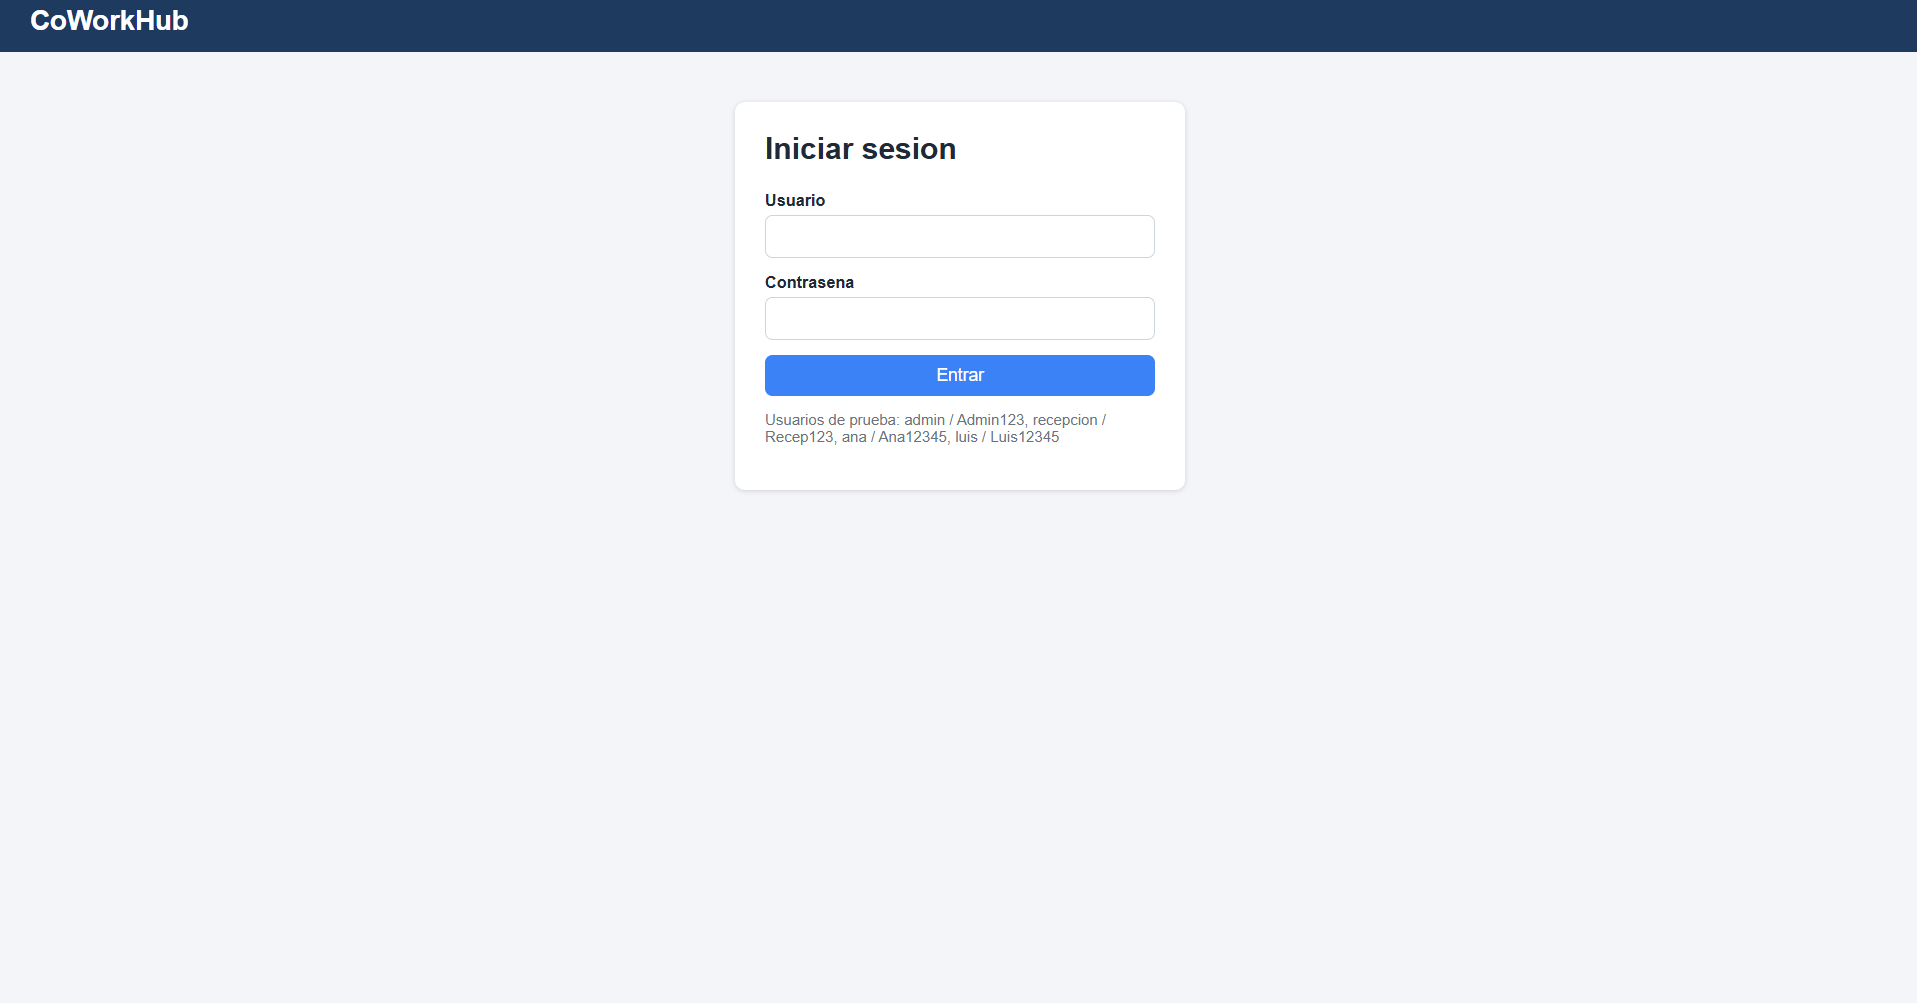 CoWorkHub
Iniciar sesion
Usuario
Contrasena
Entrar
Usuarios de prueba: admin / Admin123, recepcion /
Recep123, ana / Ana12345, luis / Luis12345